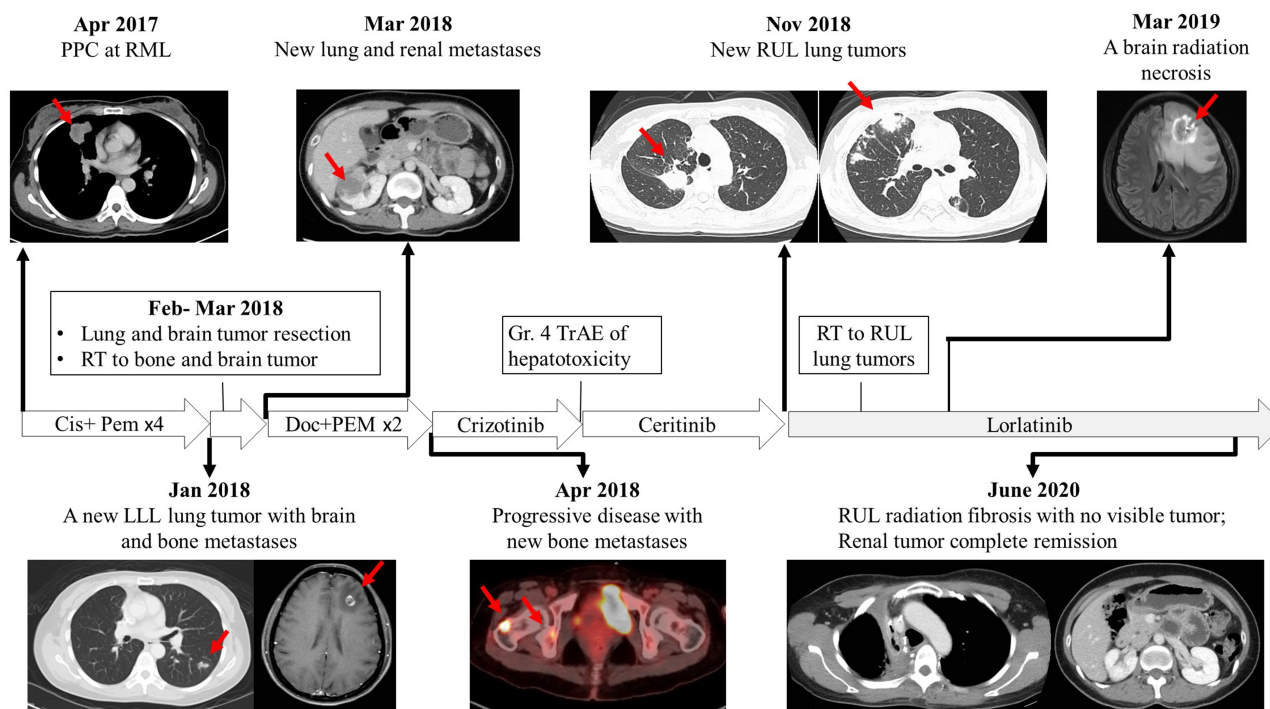 Apr 2017
PPC at RML
Mar 2018
New lung and renal metastases
Nov 2018
New RUL lung tumors
Mar 2019
A brain radiation
necrosis
Feb- Mar 2018
• Lung and brain tumor resection
• RT to bone and brain tumor
Gr. 4 TrAE of
hepatotoxicity
RT to RUL
lung tumors
Cis+ Pem x4
Doc+PEM x2
Crizotinib
Ceritinib
Lorlatinib
Jan 2018
A new LLL lung tumor with brain
and bone metastases
Apr 2018
Progressive disease with
new bone metastases
June 2020
RUL radiation fibrosis with no visible tumor;
Renal tumor complete remission